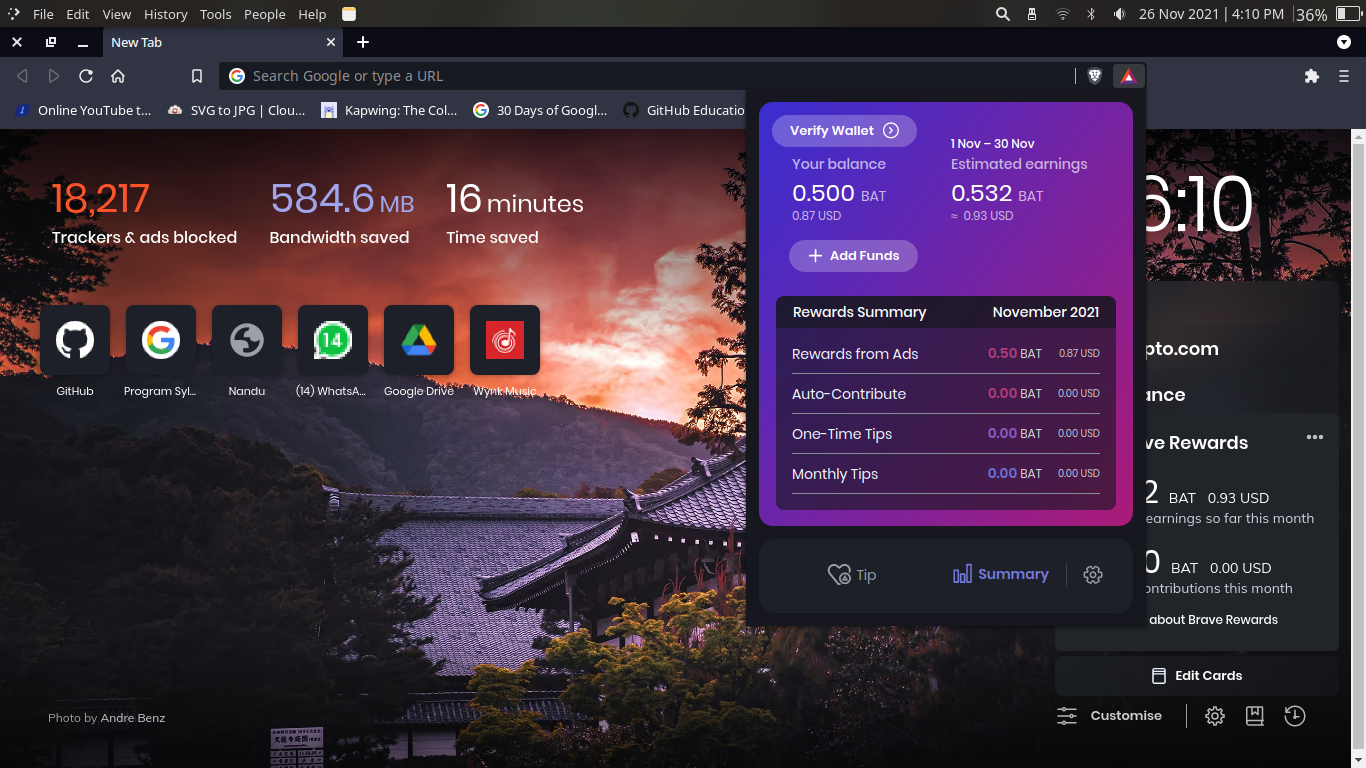 File Edit View History Tools People Help
26 Nov 2021 | 4:10 PM 36%
New Tab
Search Google or type a URL
Online YouTube t... SVG to JPG | Clou... Kapwing: The Col... 30 Days of Googl... GitHub Educatio
18,217 584.6 MB 16 minutes
Trackers & ads blocked Bandwidth saved Time saved
14
GitHub Program Syl... Nandu (14) WhatsA... Google Drive Wynk Music
Verify Wallet
1 Nov – 30 Nov
Your balance Estimated earnings
0.500 BAT 0.532 BAT
0.87 USD ≈ 0.93 USD
Add Funds
Rewards Summary November 2021
Rewards from Ads 0.50 BAT 0.87 USD
Auto-Contribute 0.00 BAT 0.00 USD
One-Time Tips 0.00 BAT 0.00 USD
Monthly Tips 0.00 BAT 0.00 USD
Tip Summary
6:10
pto.com
ance
ve Rewards
2 BAT 0.93 USD
earnings so far this month
0 BAT 0.00 USD
ontributions this month
about Brave Rewards
Edit Cards
Customise
Photo by Andre Benz